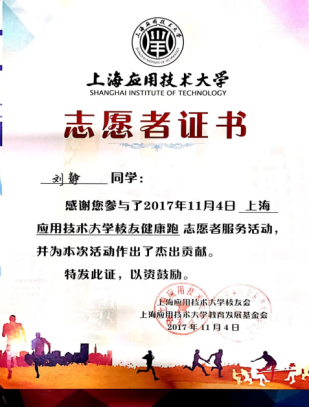 上海应用技术大学
SHANGHAI INSTITUTE OF TECHNOLOGY
志愿者证书
刘静 同学：
感谢您参与了2017年11月4日 上海
应用技术大学校友健康跑 志愿者服务活动，
并为本次活动作出了杰出贡献。
特发此证，以资鼓励。
上海应用技术大学校友会
上海应用技术大学教育发展基金会
2017年11月4日